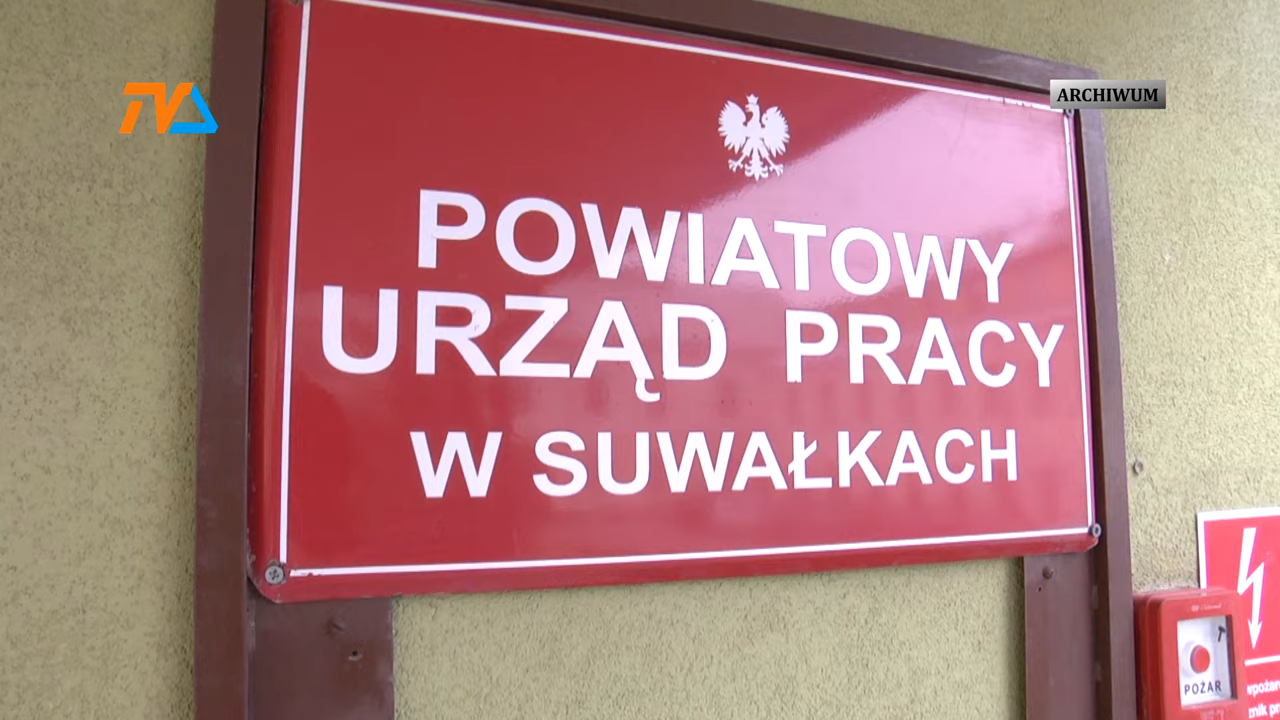 TVS
ARCHIWUM
POWIATOWY
URZĄD PRACY
W SUWAŁKACH
POŻAR